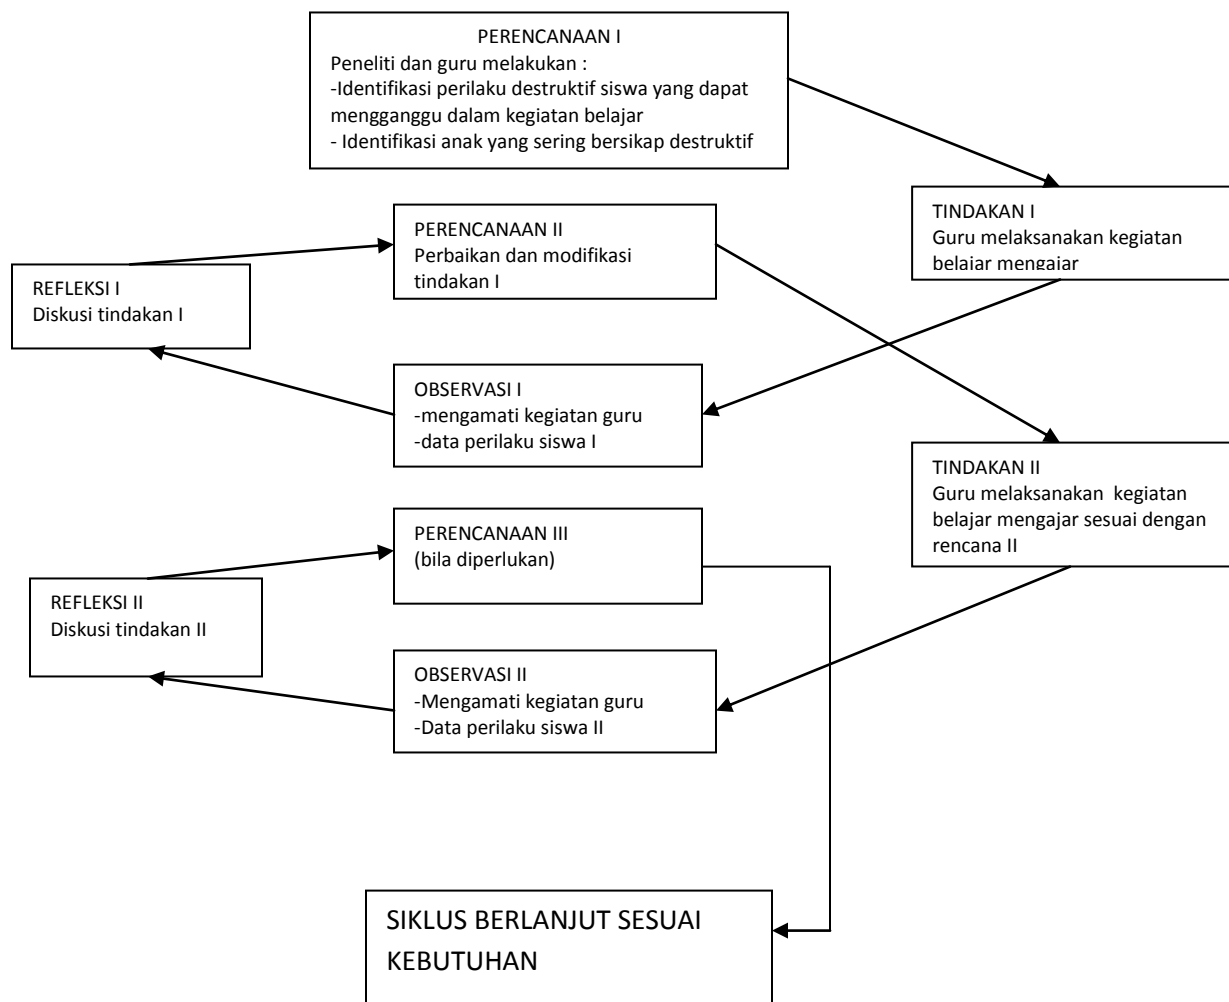 PERENCANAAN I
Peneliti dan guru melakukan :
-Identifikasi perilaku destruktif siswa yang dapat
mengganggu dalam kegiatan belajar
- Identifikasi anak yang sering bersikap destruktif
TINDAKAN I
Guru melaksanakan kegiatan
belajar mengajar
PERENCANAAN II
Perbaikan dan modifikasi
tindakan I
REFLEKSI I
Diskusi tindakan I
OBSERVASI I
-mengamati kegiatan guru
-data perilaku siswa I
TINDAKAN II
Guru melaksanakan kegiatan
belajar mengajar sesuai dengan
rencana II
PERENCANAAN III
(bila diperlukan)
REFLEKSI II
Diskusi tindakan II
OBSERVASI II
-Mengamati kegiatan guru
-Data perilaku siswa II
SIKLUS BERLANJUT SESUAI
KEBUTUHAN